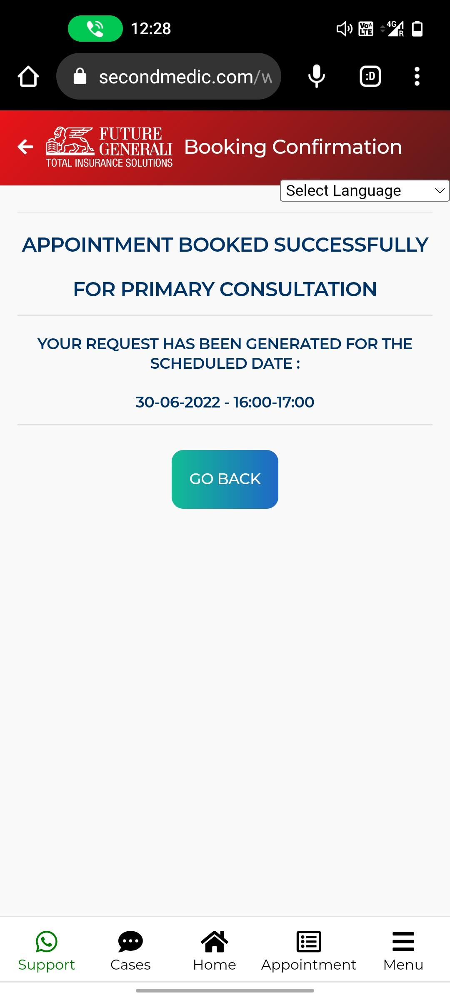 12:28
Vo))
LTE
4G
R
secondmedic.com/w
:D
FUTURE
GENERALI
TOTAL INSURANCE SOLUTIONS
Booking Confirmation
Select Language
APPOINTMENT BOOKED SUCCESSFULLY
FOR PRIMARY CONSULTATION
YOUR REQUEST HAS BEEN GENERATED FOR THE
SCHEDULED DATE :
30-06-2022 - 16:00-17:00
GO BACK
Support
Cases
Home
Appointment
Menu